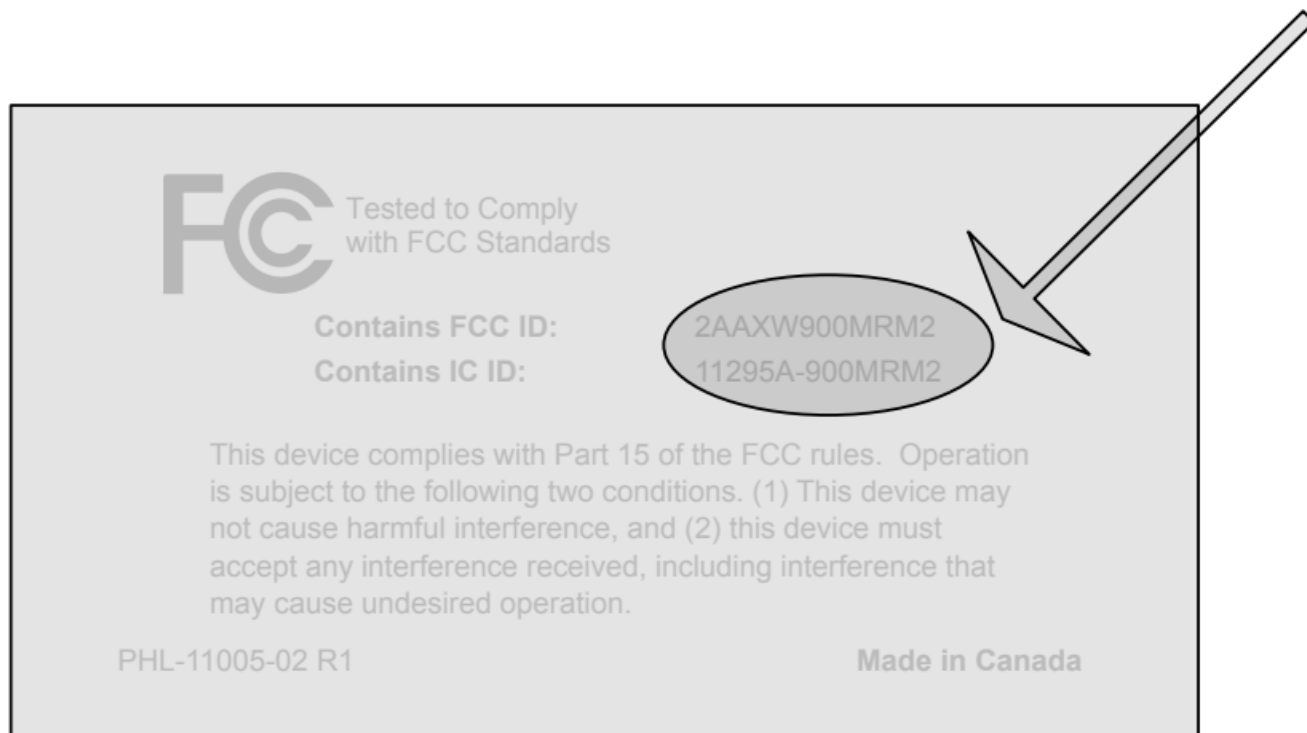 FCC
Tested to Comply
with FCC Standards
Contains FCC ID: 2AAXW900MRM2
Contains IC ID: 11295A-900MRM2
This device complies with Part 15 of the FCC rules. Operation
is subject to the following two conditions. (1) This device may
not cause harmful interference, and (2) this device must
accept any interference received, including interference that
may cause undesired operation.
PHL-11005-02 R1 Made in Canada